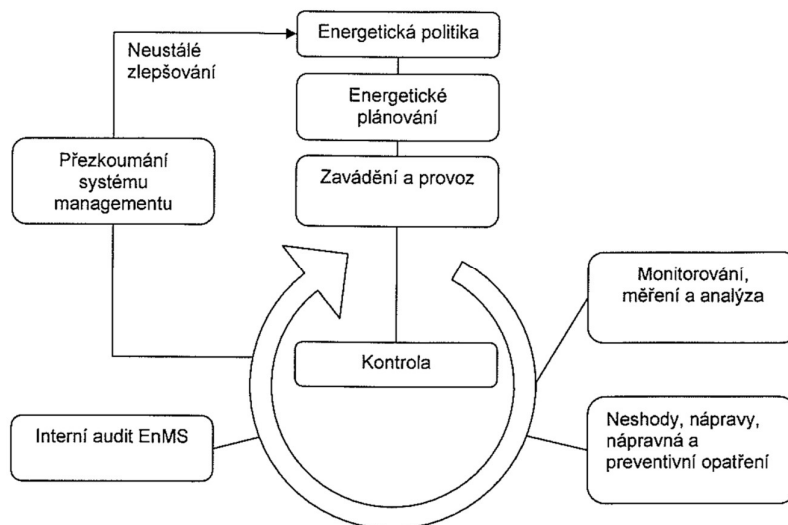 Energetická politika
Neustálé
zlepšování
Energetické
plánování
Přezkoumání
systému
managementu
Zavádění a provoz
Monitorování,
měření a analýza
Kontrola
Interní audit EnMS
Neshody, nápravy,
nápravná a
preventivní opatření